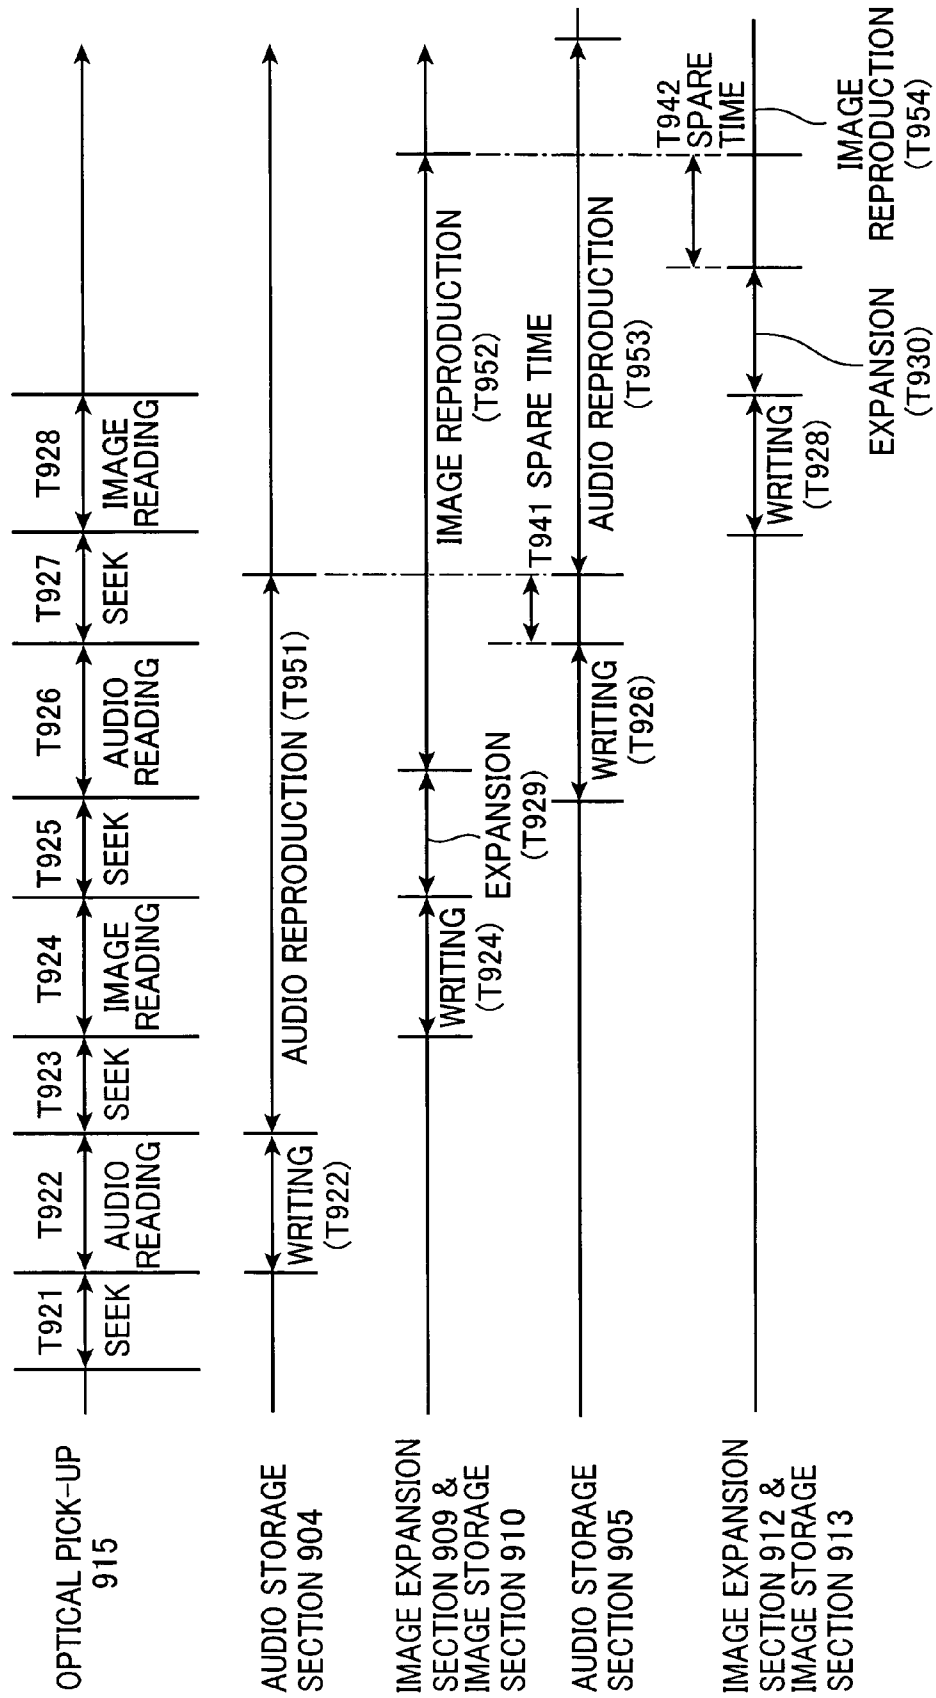 OPTICAL PICK-UP
915
T921
SEEK
T922
AUDIO
READING
T923
SEEK
T924
IMAGE
READING
T925
SEEK
T926
AUDIO
READING
T927
SEEK
T928
IMAGE
READING
AUDIO STORAGE
SECTION 904
WRITING
(T922)
AUDIO REPRODUCTION (T951)
IMAGE EXPANSION
SECTION 909 &
IMAGE STORAGE
SECTION 910
WRITING
(T924)
EXPANSION
(T929)
IMAGE REPRODUCTION
(T952)
T941 SPARE TIME
AUDIO STORAGE
SECTION 905
WRITING
(T926)
AUDIO REPRODUCTION
(T953)
T942
SPARE
TIME
IMAGE EXPANSION
SECTION 912 &
IMAGE STORAGE
SECTION 913
WRITING
(T928)
EXPANSION
(T930)
IMAGE
REPRODUCTION
(T954)